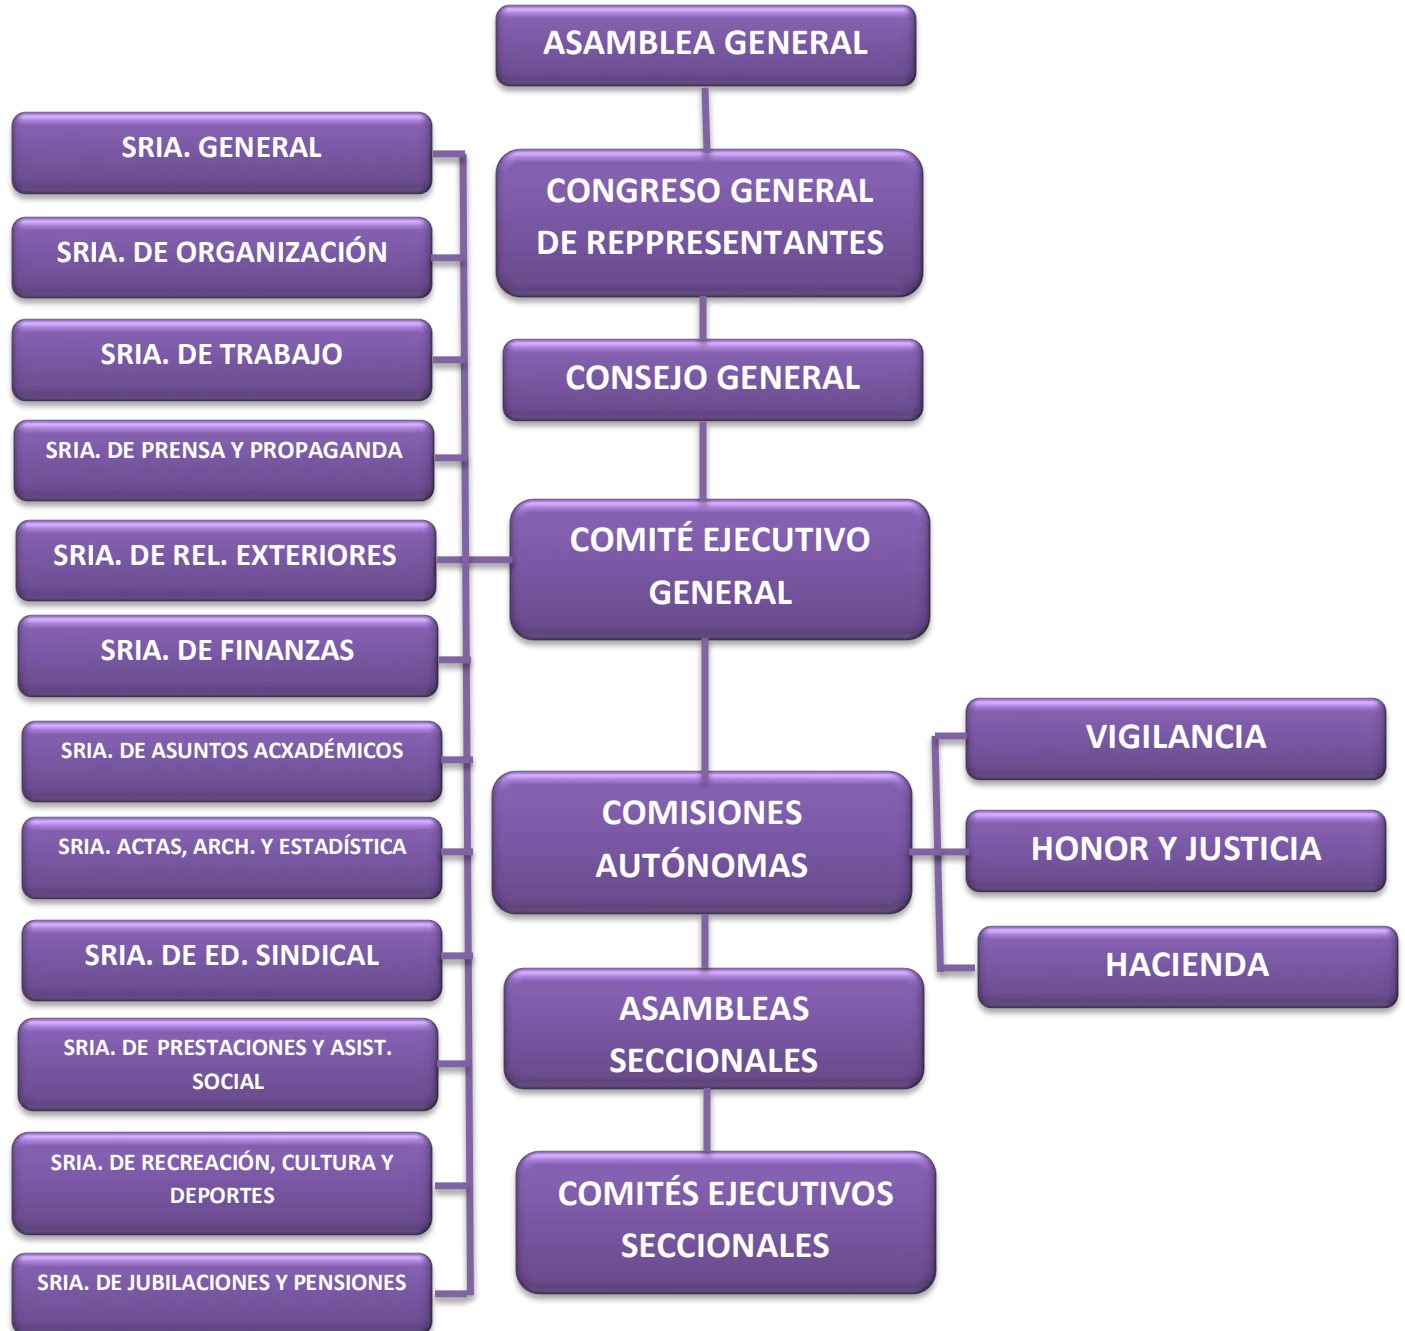 ASAMBLEA GENERAL
CONGRESO GENERAL
DE REPPRESENTANTES
CONSEJO GENERAL
COMITÉ EJECUTIVO
GENERAL
SRIA. GENERAL
SRIA. DE ORGANIZACIÓN
SRIA. DE TRABAJO
SRIA. DE PRENSA Y PROPAGANDA
SRIA. DE REL. EXTERIORES
SRIA. DE FINANZAS
SRIA. DE ASUNTOS ACXADÉMICOS
SRIA. ACTAS, ARCH. Y ESTADÍSTICA
SRIA. DE ED. SINDICAL
SRIA. DE PRESTACIONES Y ASIST.
SOCIAL
SRIA. DE RECREACIÓN, CULTURA Y
DEPORTES
SRIA. DE JUBILACIONES Y PENSIONES
COMISIONES
AUTÓNOMAS
VIGILANCIA
HONOR Y JUSTICIA
HACIENDA
ASAMBLEAS
SECCIONALES
COMITÉS EJECUTIVOS
SECCIONALES